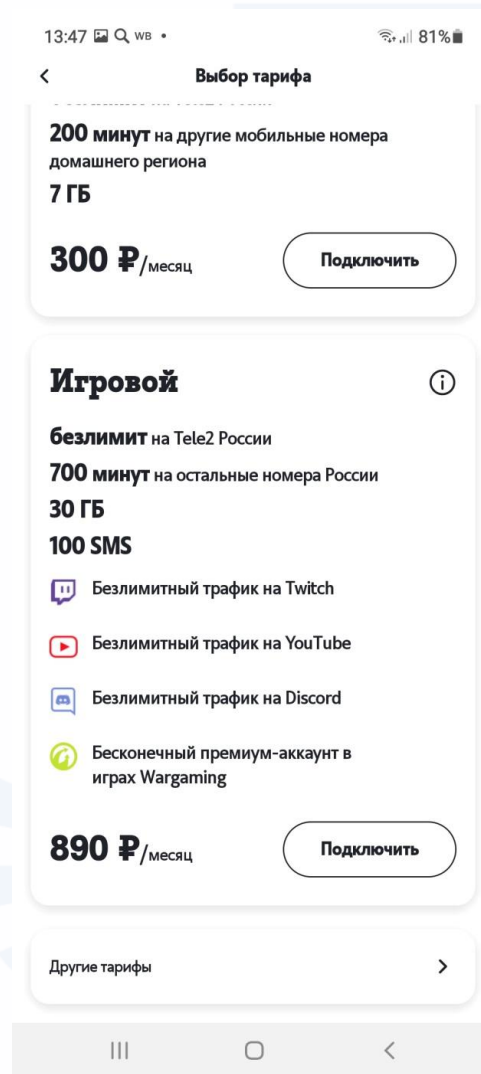 13:47 WB • 81%
Выбор тарифа
200 минут на другие мобильные номера
домашнего региона
7 ГБ
300 ₽/месяц
Подключить
Игровой
безлимит на Tele2 России
700 минут на остальные номера России
30 ГБ
100 SMS
Безлимитный трафик на Twitch
Безлимитный трафик на YouTube
Безлимитный трафик на Discord
Бесконечный премиум-аккаунт в
играх Wargaming
890 ₽/месяц
Подключить
Другие тарифы